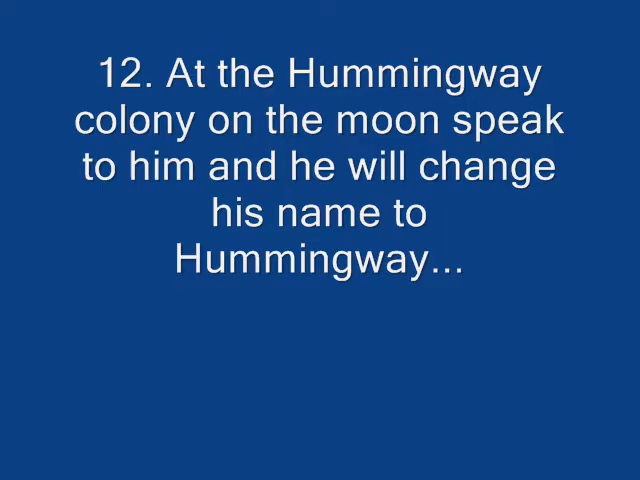 12. At the Hummingway
colony on the moon speak
to him and he will change
his name to
Hummingway...